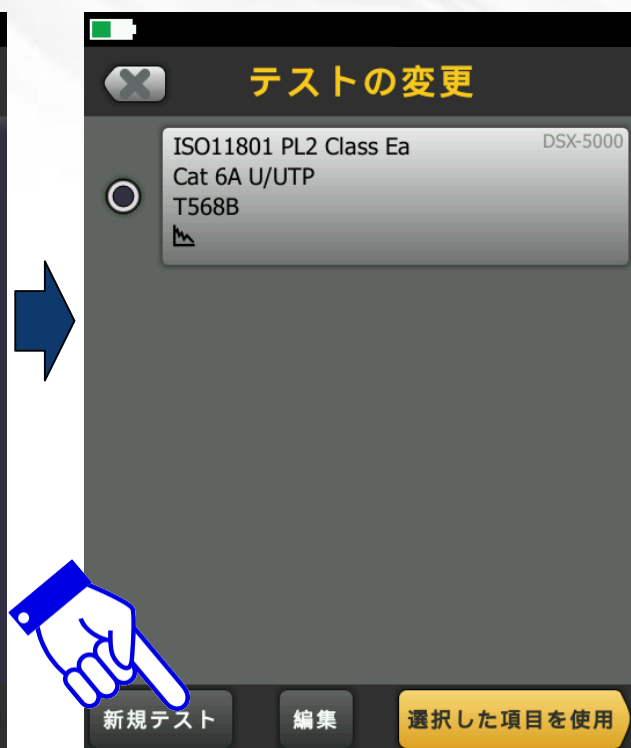 テストの変更
ISO11801 PL2 Class Ea
DSX-5000
Cat 6A U/UTP
T568B
新規テスト
編集
選択した項目を使用